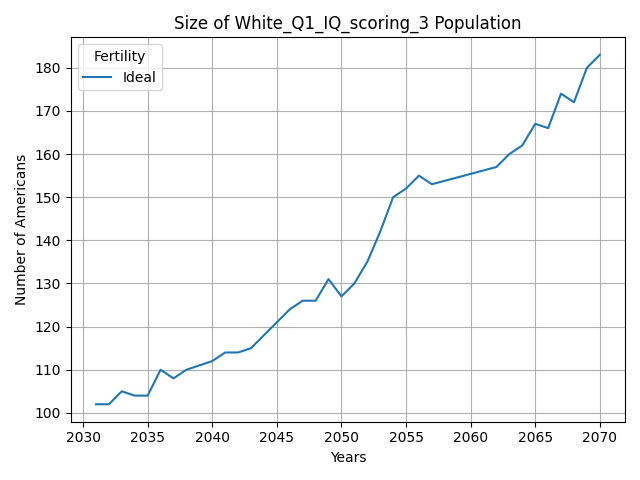 Size of White_Q1_IQ_scoring_3 Population
Fertility
Ideal
Number of Americans
180
170
160
150
140
130
120
110
100
2030 2035 2040 2045 2050 2055 2060 2065 2070
Years